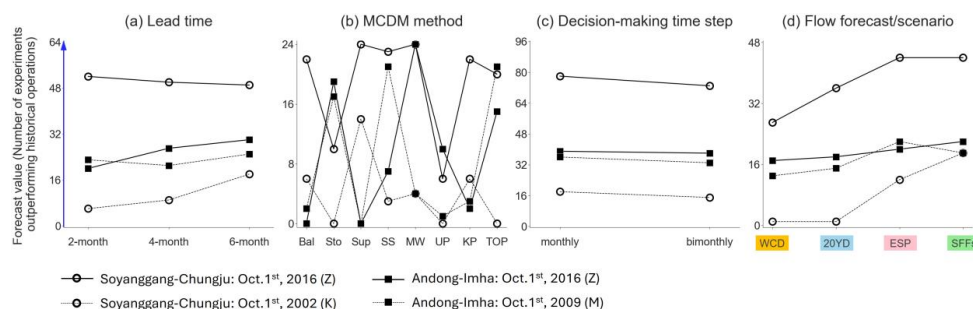 (a) Lead time
(b) MCDM method
(c) Decision-making time step
(d) Flow forecast/scenario
Forecast value (Number of experiments
outperforming historical operations)
64
48
32
16
0
2-month 4-month 6-month
24
16
8
0
Bal Sto Sup SS MW UP KP TOP
96
80
64
48
32
16
0
monthly bimonthly
48
36
24
12
0
WCD 20YD ESP SFFs
Soyanggang-Chungju: Oct.1st, 2016 (Z)
Andong-Imha: Oct.1st, 2016 (Z)
Soyanggang-Chungju: Oct.1st, 2002 (K)
Andong-Imha: Oct.1st, 2009 (M)